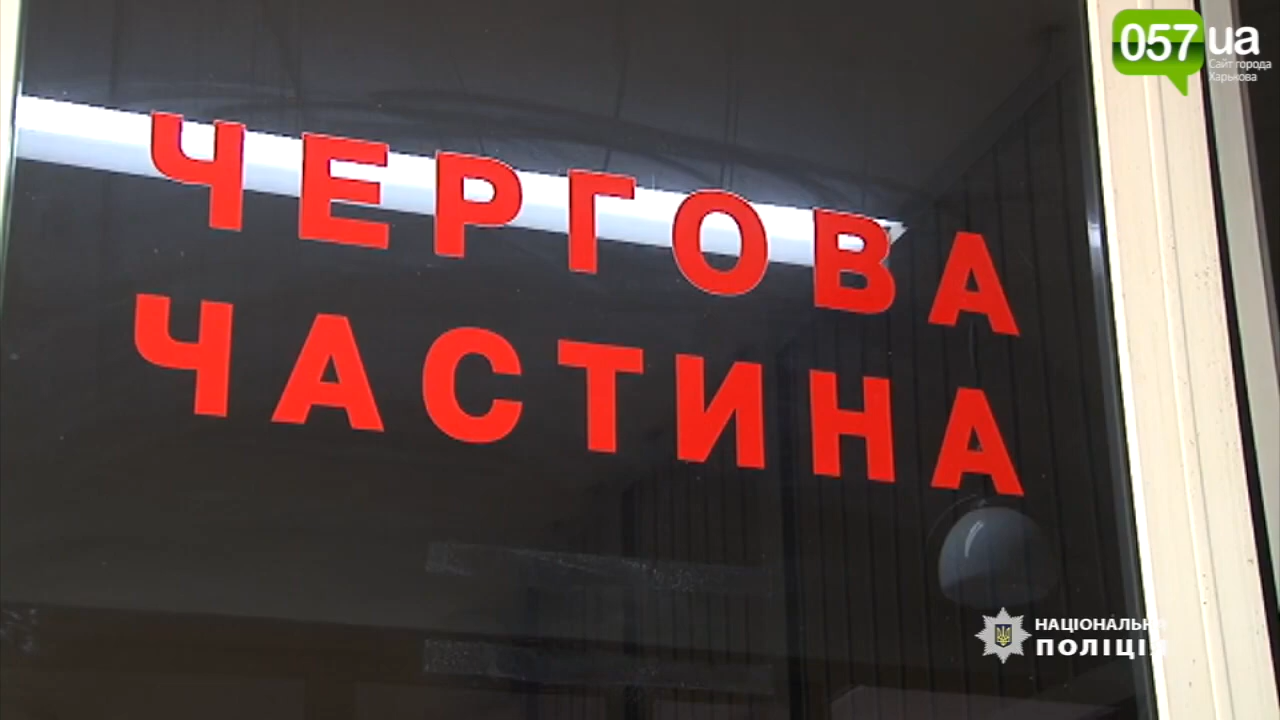 057 ua
Сайт города
Харькова
ЧЕРГОВА
ЧАСТИНА
НАЦІОНАЛЬНА
ПОЛІЦІЯ